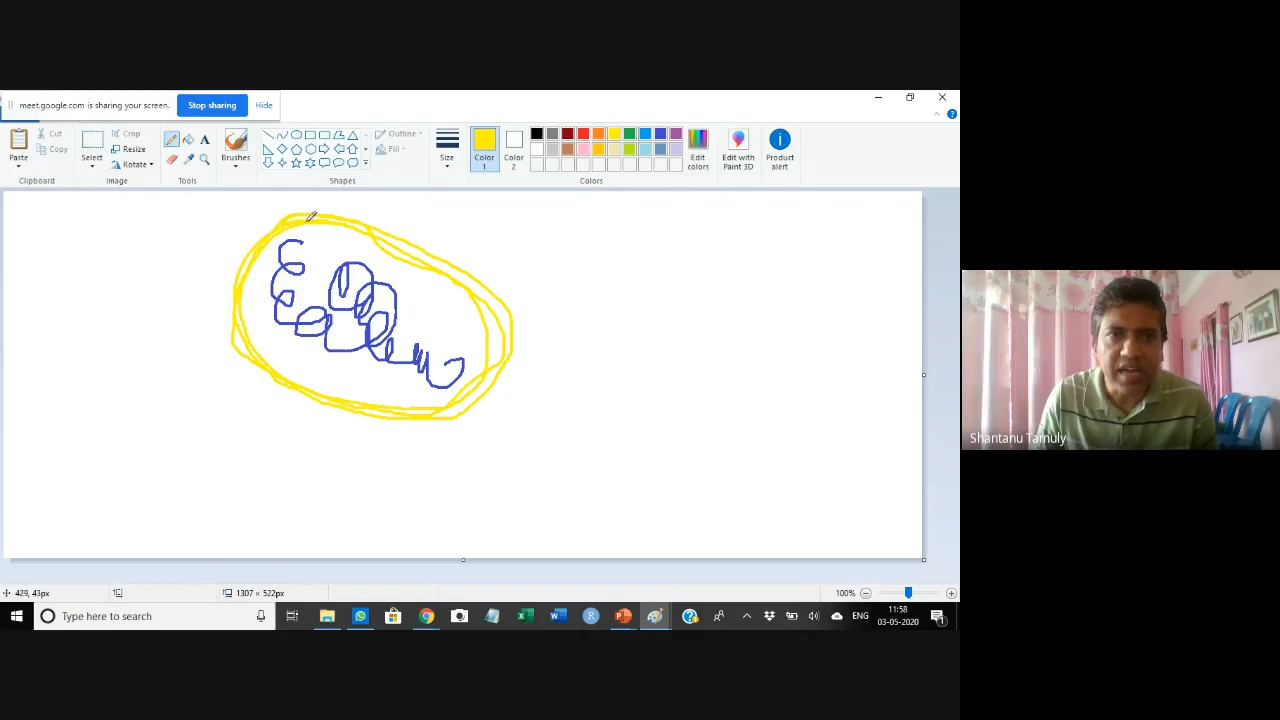 meet.google.com is sharing your screen. Stop sharing Hide
Paste Cut Copy Clipboard
Select Crop Resize Rotate Image
A Tools
Brushes
Outline Fill Shapes
Size
Color 1 Color 2 Edit colors Colors
Edit with Paint 3D
Product alert
Shantanu Tamuly
429, 43px 1307 × 522px 100%
Type here to search ENG 11:58 03-05-2020